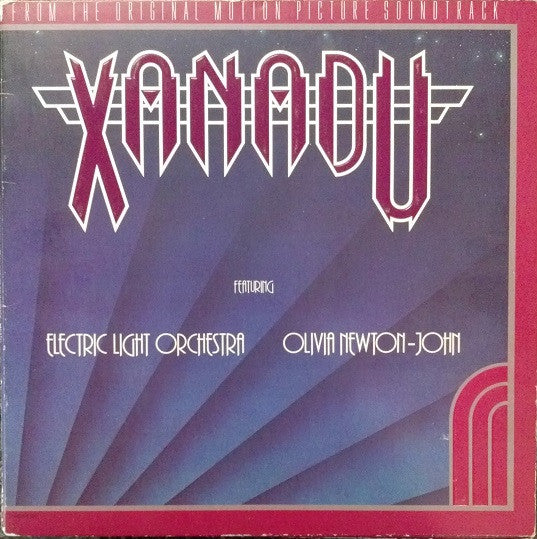 FROM THE ORIGINAL MOTION PICTURE SOUNDTRACK
XANADU
FEATURING
ELECTRIC LIGHT ORCHESTRA OLIVIA NEWTON-JOHN